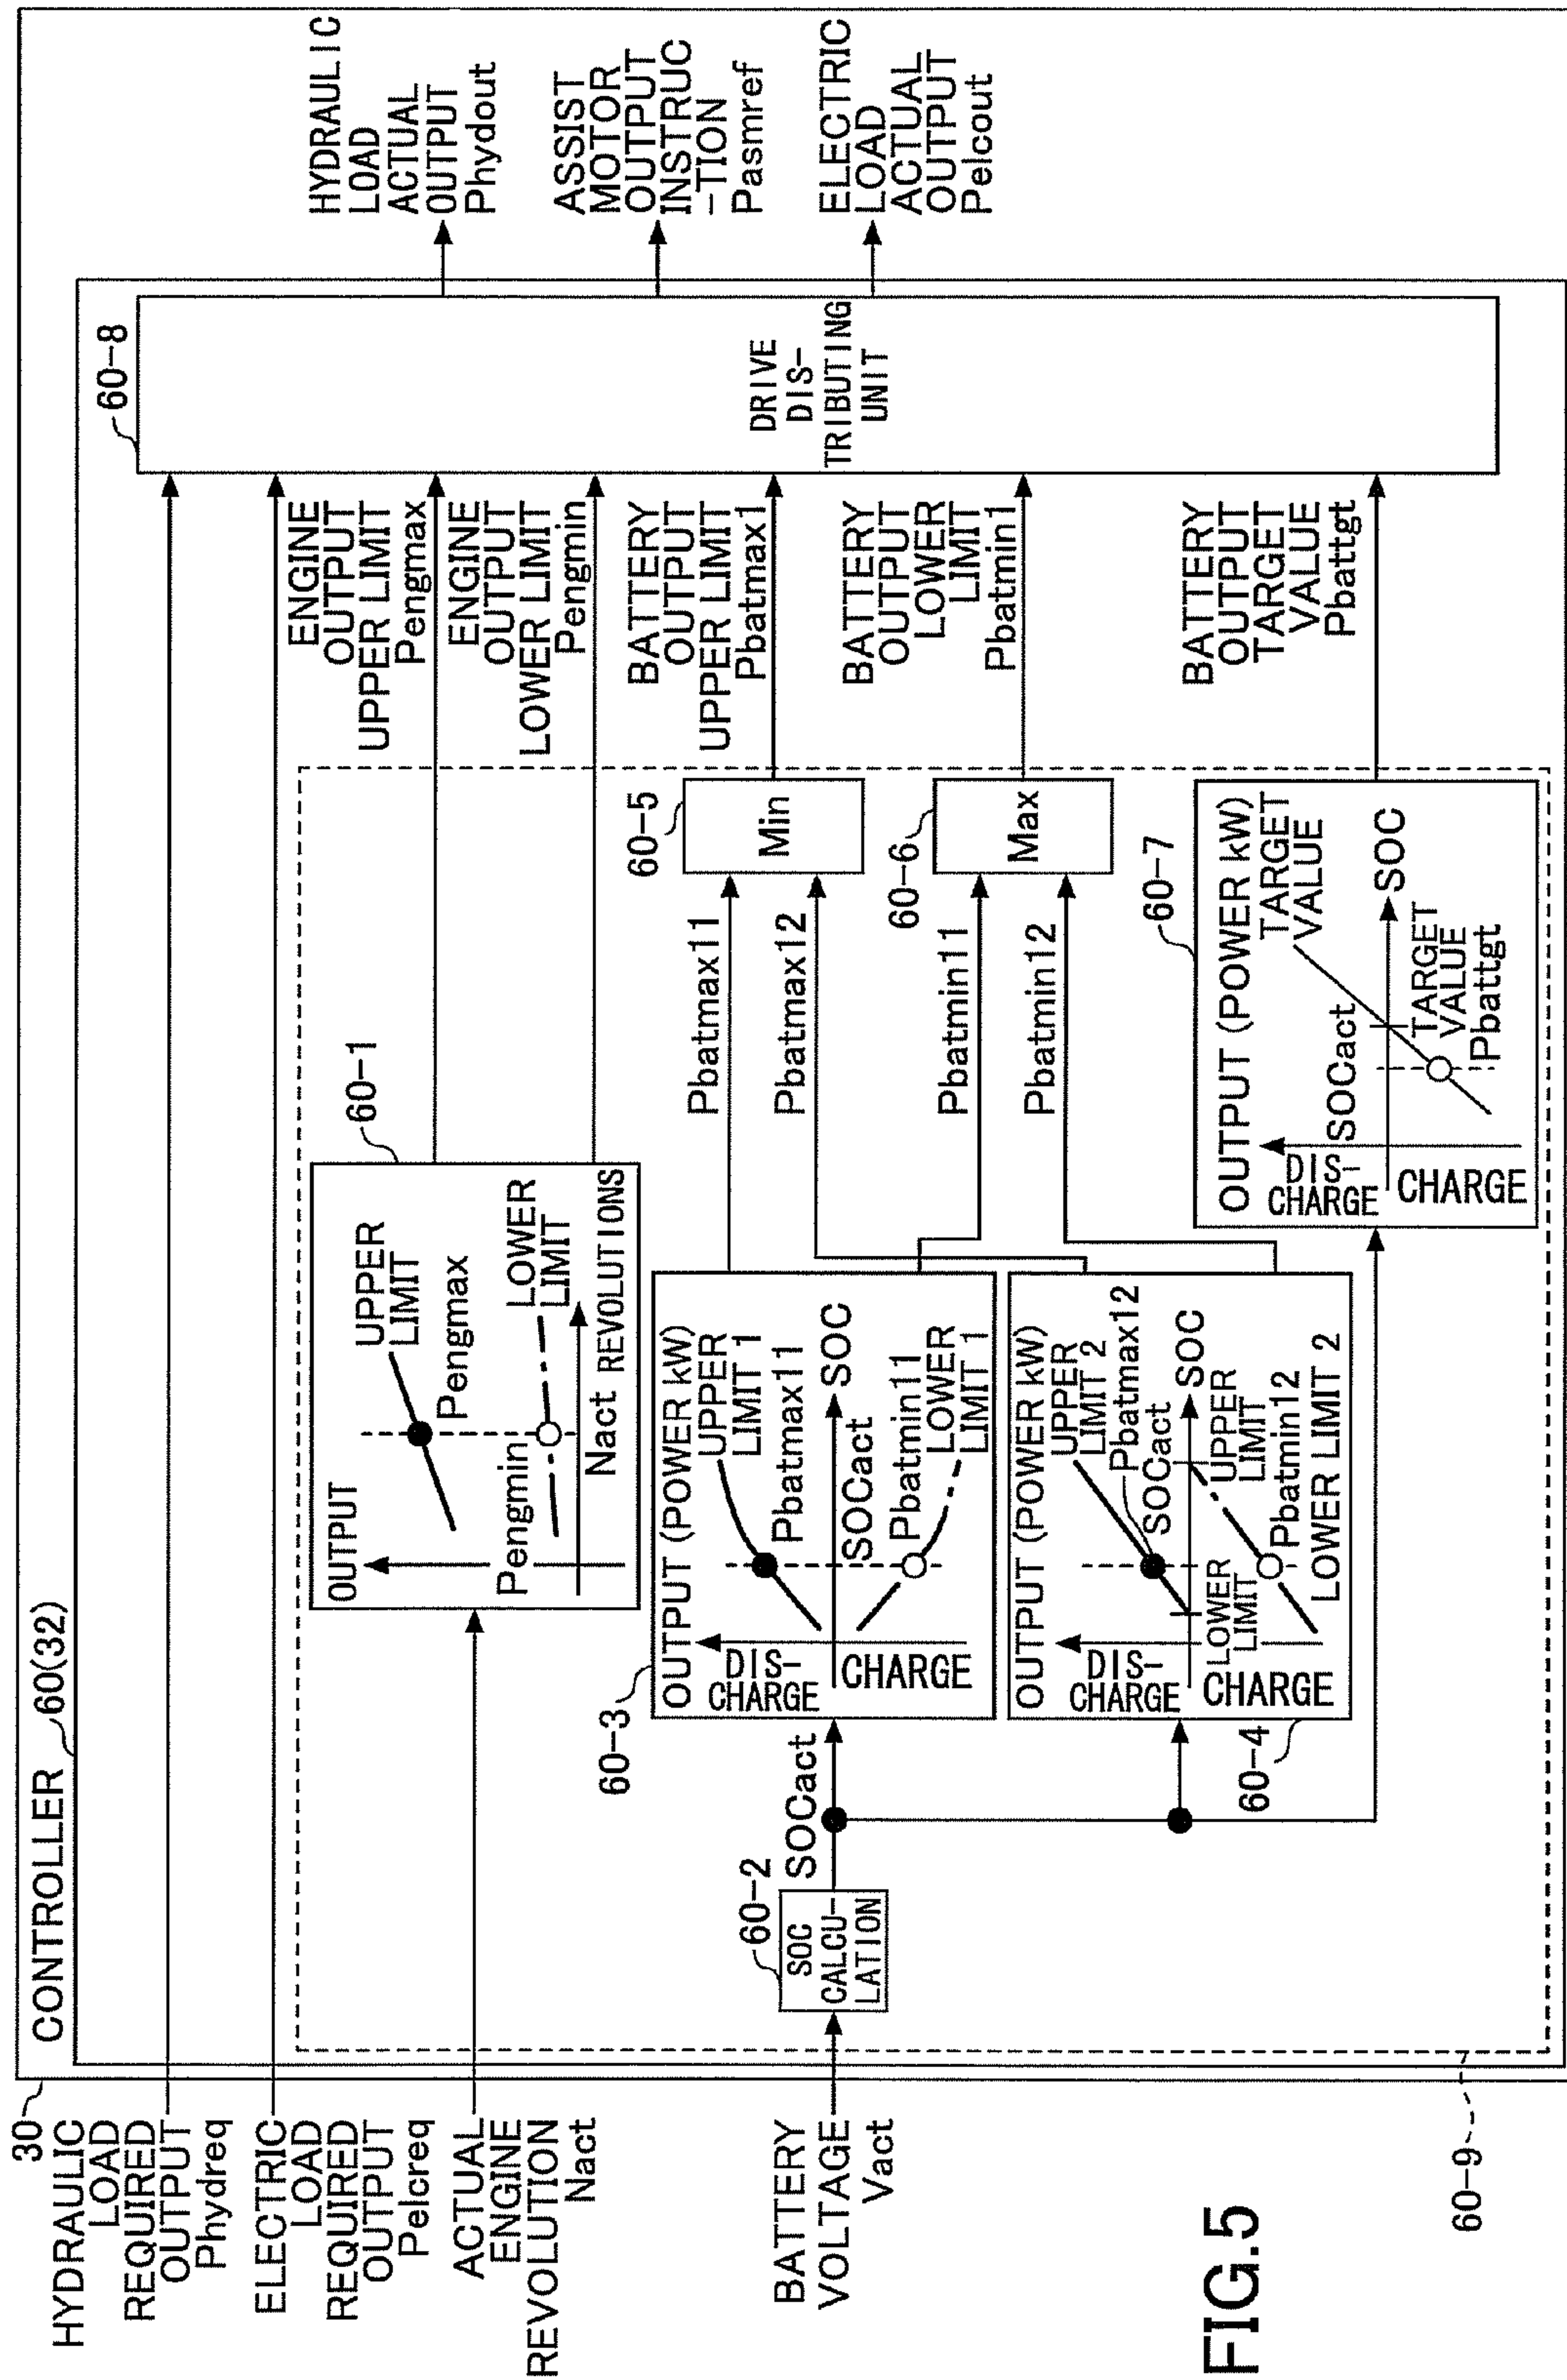 30
CONTROLLER 60(32)
HYDRAULIC
LOAD
REQUIRED
OUTPUT
Phydreq
ELECTRIC
LOAD
REQUIRED
OUTPUT
Pelcreq
ACTUAL
ENGINE
REVOLUTION
Nact
BATTERY
VOLTAGE
Vact
60-1
OUTPUT
UPPER
LIMIT
Pengmax
Pengmin
LOWER
LIMIT
Nact REVOLUTIONS
60-2
SOC
CALCU-
LATION
SOCact
60-3
OUTPUT (POWER kW)
UPPER
LIMIT 1
DIS-
CHARGE
Pbatmax11
SOC
CHARGE
SOCact
Pbatmin11
LOWER
LIMIT 1
60-4
OUTPUT (POWER kW)
UPPER
LIMIT 2
Pbatmax12
DIS-
CHARGE
SOCact
SOC
CHARGE
LOWER
LIMIT
UPPER
LIMIT
Pbatmin12
LOWER LIMIT 2
Pbatmax11
Pbatmax12
Pbatmin11
Pbatmin12
60-5
Min
60-6
Max
60-7
OUTPUT (POWER kW)
TARGET
VALUE
DIS-
CHARGE
SOCact
SOC
CHARGE
TARGET
VALUE
Pbattgt
ENGINE
OUTPUT
UPPER LIMIT
Pengmax
ENGINE
OUTPUT
LOWER LIMIT
Pengmin
BATTERY
OUTPUT
UPPER LIMIT
Pbatmax1
BATTERY
OUTPUT
LOWER
LIMIT
Pbatmin1
BATTERY
OUTPUT
TARGET
VALUE
Pbattgt
60-8
DRIVE
DIS-
TRIBUTING
UNIT
HYDRAULIC
LOAD
ACTUAL
OUTPUT
Phydout
ASSIST
MOTOR
OUTPUT
INSTRUC
-TION
Pasmref
ELECTRIC
LOAD
ACTUAL
OUTPUT
Pelcout
60-9
FIG.5